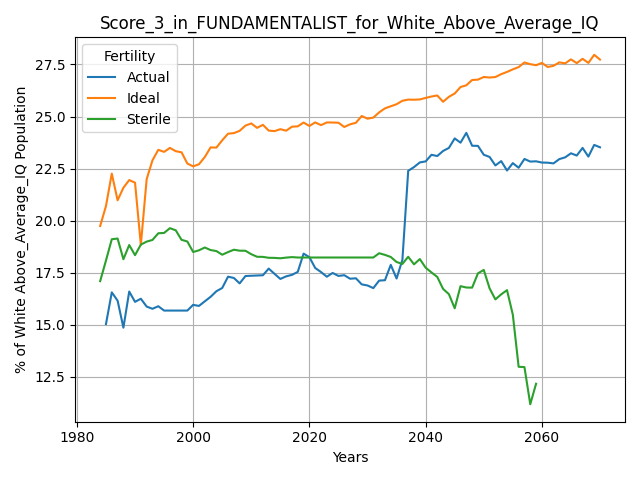 Score_3_in_FUNDAMENTALIST_for_White_Above_Average_IQ
Fertility
Actual
Ideal
Sterile
% of White Above_Average_IQ Population
27.5
25.0
22.5
20.0
17.5
15.0
12.5
1980
2000
2020
2040
2060
Years